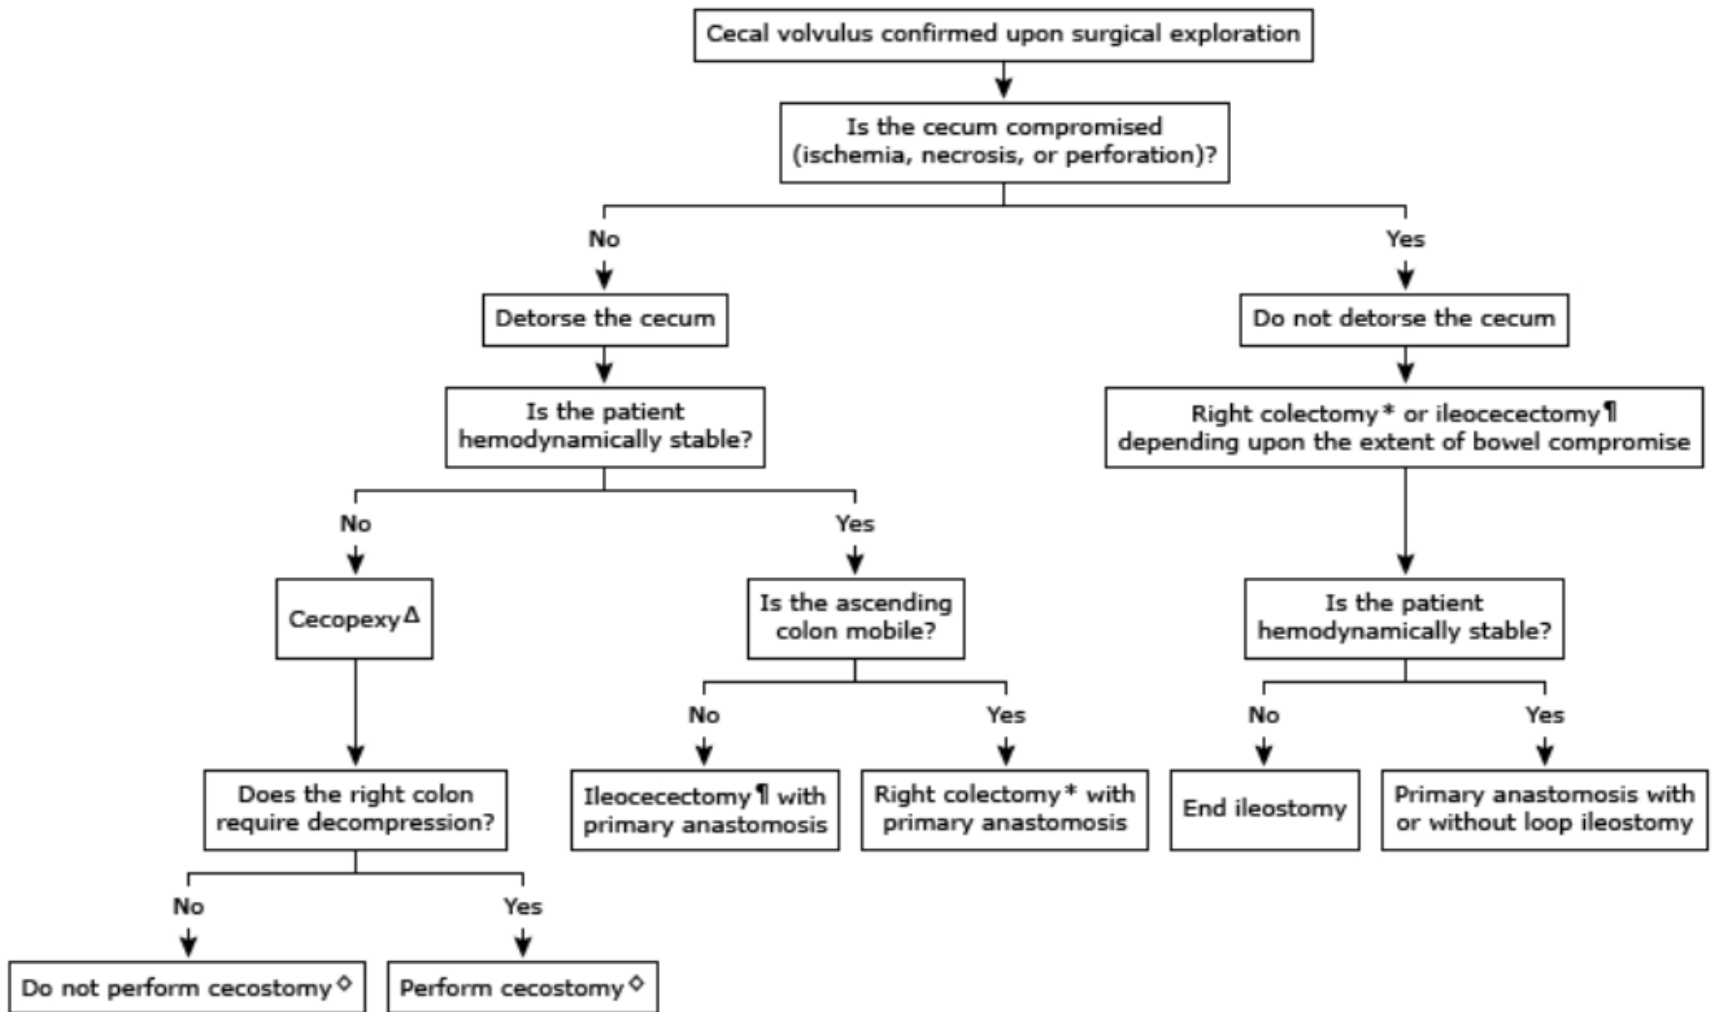 Cecal volvulus confirmed upon surgical exploration
Is the cecum compromised
(ischemia, necrosis, or perforation)?
No
Yes
Detorse the cecum
Do not detorse the cecum
Is the patient
hemodynamically stable?
Right colectomy* or ileocecectomy¶
depending upon the extent of bowel compromise
No
Yes
CecopexyΔ
Is the ascending
colon mobile?
Is the patient
hemodynamically stable?
No
Yes
No
Yes
Does the right colon
require decompression?
Ileocecectomy¶ with
primary anastomosis
Right colectomy* with
primary anastomosis
End ileostomy
Primary anastomosis with
or without loop ileostomy
No
Yes
Do not perform cecostomy◇
Perform cecostomy◇